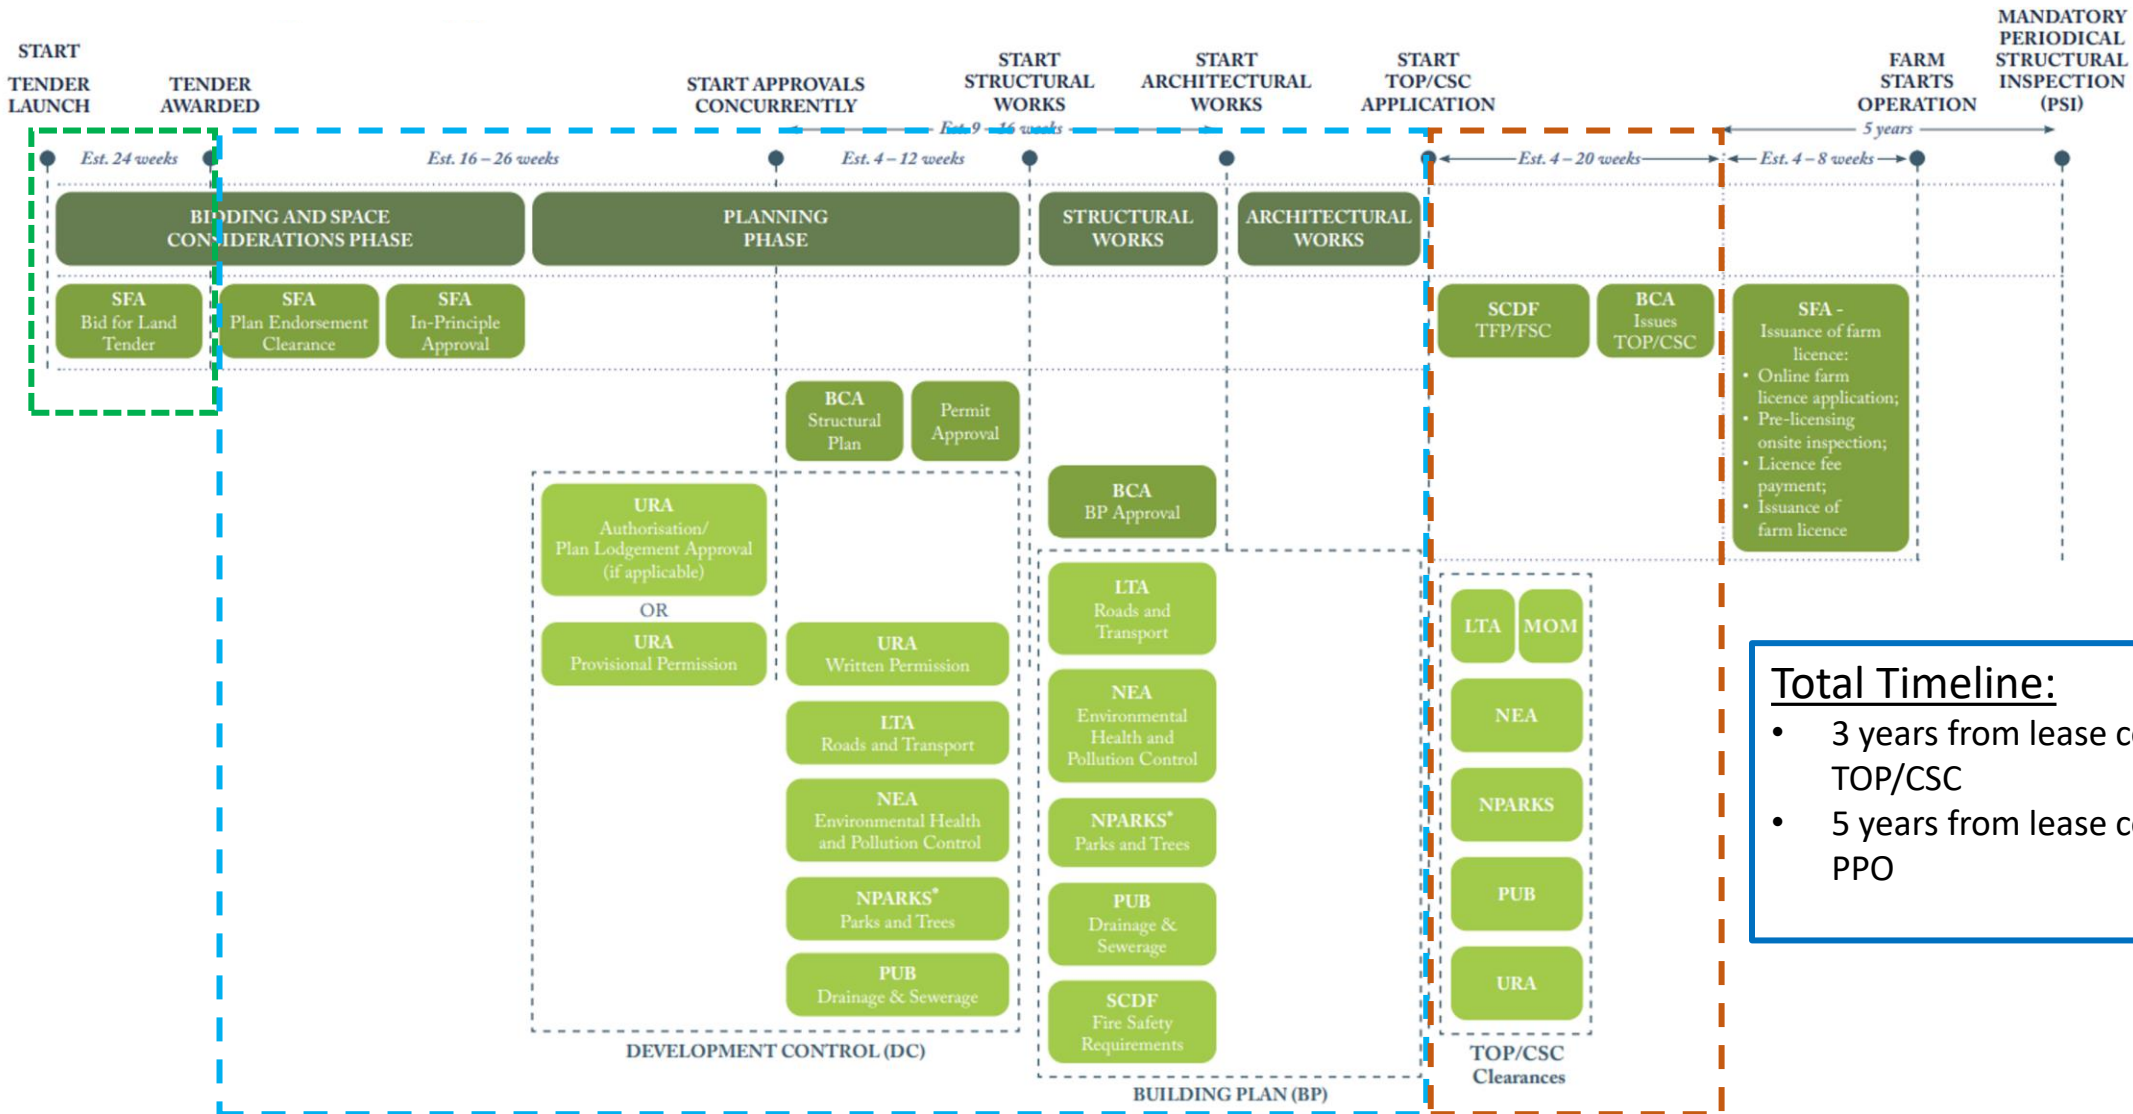 START
TENDER
LAUNCH
TENDER
AWARDED
START APPROVALS
CONCURRENTLY
START
STRUCTURAL
WORKS
START
ARCHITECTURAL
WORKS
START
TOP/CSC
APPLICATION
FARM
STARTS
OPERATION
MANDATORY
PERIODICAL
STRUCTURAL
INSPECTION
(PSI)
Est. 9 – 16 weeks
5 years
Est. 24 weeks
Est. 16 – 26 weeks
Est. 4 – 12 weeks
Est. 4 – 20 weeks
Est. 4 – 8 weeks
BIDDING AND SPACE
CONSIDERATIONS PHASE
PLANNING
PHASE
STRUCTURAL
WORKS
ARCHITECTURAL
WORKS
SFA
Bid for Land
Tender
SFA
Plan Endorsement
Clearance
SFA
In-Principle
Approval
SCDF
TFP/FSC
BCA
Issues
TOP/CSC
SFA -
Issuance of farm
licence:
• Online farm
licence application;
• Pre-licensing
onsite inspection;
• Licence fee
payment;
• Issuance of
farm licence
BCA
Structural
Plan
Permit
Approval
BCA
BP Approval
URA
Authorisation/
Plan Lodgement Approval
(if applicable)
OR
URA
Provisional Permission
URA
Written Permission
LTA
Roads and Transport
NEA
Environmental Health
and Pollution Control
NPARKS*
Parks and Trees
PUB
Drainage & Sewerage
DEVELOPMENT CONTROL (DC)
LTA
Roads and
Transport
NEA
Environmental
Health and
Pollution Control
NPARKS*
Parks and Trees
PUB
Drainage &
Sewerage
SCDF
Fire Safety
Requirements
BUILDING PLAN (BP)
LTA
MOM
NEA
NPARKS
PUB
URA
TOP/CSC
Clearances
Total Timeline:
• 3 years from lease
TOP/CSC
• 5 years from lease
PPO